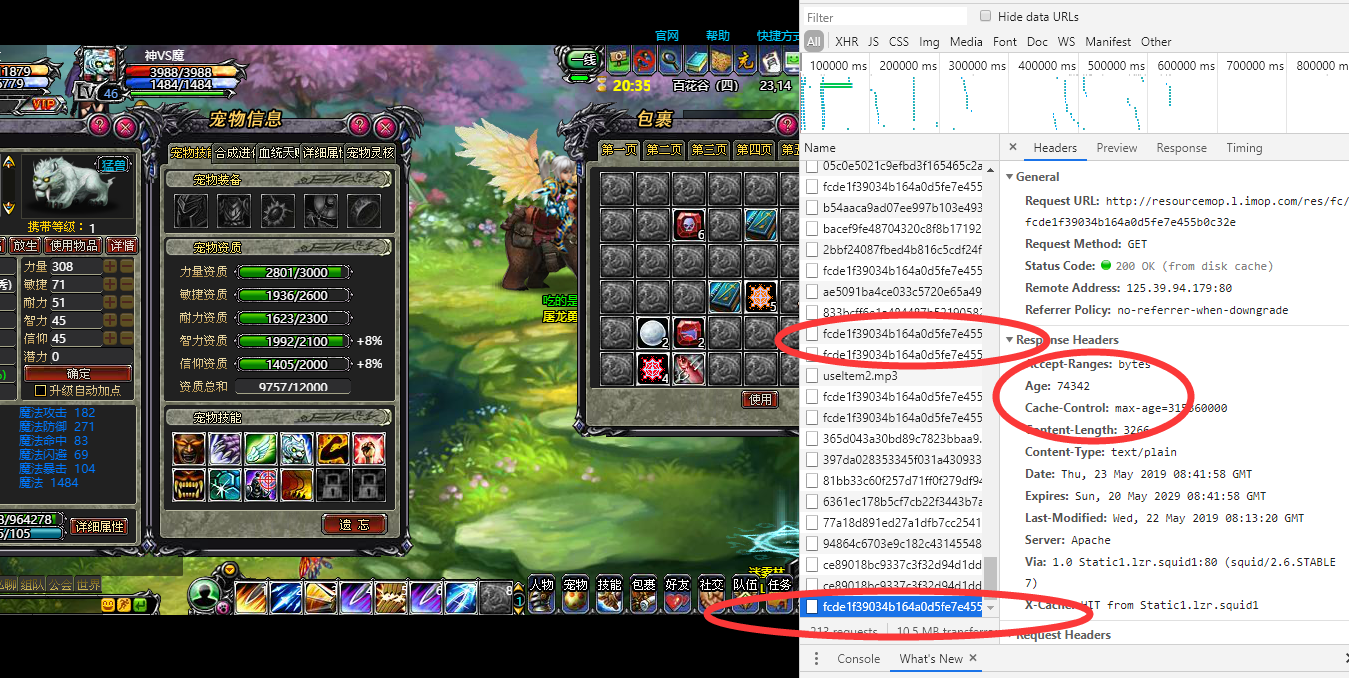 官网 帮助 快捷方式
神VS魔
1879
3988/3988
779
1484/1484
VIP
LV 46
一线
20:35
百花谷（四）
23,14
猛兽
携带等级：1
放生
使用物品
详情
力量 308
敏捷 71
耐力 51
智力 45
信仰 45
潜力 0
确定
升级自动加点
魔法攻击 182
魔法防御 271
魔法命中 83
魔法闪避 69
魔法暴击 104
魔法 1484
/964278
/105
详细属性
宠物信息
宠物技能
合成进化
血统天赋
详细属性
宠物灵核
宠物装备
宠物资质
力量资质 2801/3000
敏捷资质 1936/2600
耐力资质 1623/2300
智力资质 1992/2100 +8%
信仰资质 1405/2000 +8%
资质总和 9757/12000
宠物技能
遗忘
包裹
第一页
第二页
第三页
第四页
6
5
2
2
4
使用
吃的是
组队
公会
世界
人物
宠物
技能
包裹
好友
社交
队伍
任务
Filter
Hide data URLs
All
XHR
JS
CSS
Img
Media
Font
Doc
WS
Manifest
Other
100000 ms
200000 ms
300000 ms
400000 ms
500000 ms
600000 ms
700000 ms
800000 ms
Name
05c0e5021c9efbd3f165465c2a
fcde1f39034b164a0d5fe7e455
b54aaca9ad07ee997b103e493
bacef9fe48704320c8f8b17192
2bbf24087fbed4b816c5cdf24f
fcde1f39034b164a0d5fe7e455
ae5091ba4ce033c5720e65a49
fcde1f39034b164a0d5fe7e455
fcde1f39034b164a0d5fe7e455
useItem2.mp3
fcde1f39034b164a0d5fe7e455
fcde1f39034b164a0d5fe7e455
365d043a30bd89c7823bbaa9.
397da028353345f031a430933
81bb33c60f257d71ff0f279df94
6361ec178b5cf7cb22f3443b7a
77a18d891ed27a1dfb7cc2541
94864c6703e9c182c43145548
ce89018bc9337c3f32d94d1dd
ce89018bc9337c3f32d94d1dd
fcde1f39034b164a0d5fe7e455
213 requests
10.5 MB transferre
Headers
Preview
Response
Timing
General
Request URL: http://resourcemop.1.imop.com/res/fc/
fcde1f39034b164a0d5fe7e455b0c32e
Request Method: GET
Status Code: 200 OK (from disk cache)
Remote Address: 125.39.94.179:80
Referrer Policy: no-referrer-when-downgrade
Response Headers
Accept-Ranges: bytes
Age: 74342
Cache-Control: max-age=315360000
Content-Length: 3266
Content-Type: text/plain
Date: Thu, 23 May 2019 08:41:58 GMT
Expires: Sun, 20 May 2029 08:41:58 GMT
Last-Modified: Wed, 22 May 2019 08:13:20 GMT
Server: Apache
Via: 1.0 Static1.1zr.squid1:80 (squid/2.6.STABLE
7)
X-Cache: HIT from Static1.1zr.squid1
Request Headers
Console
What's New